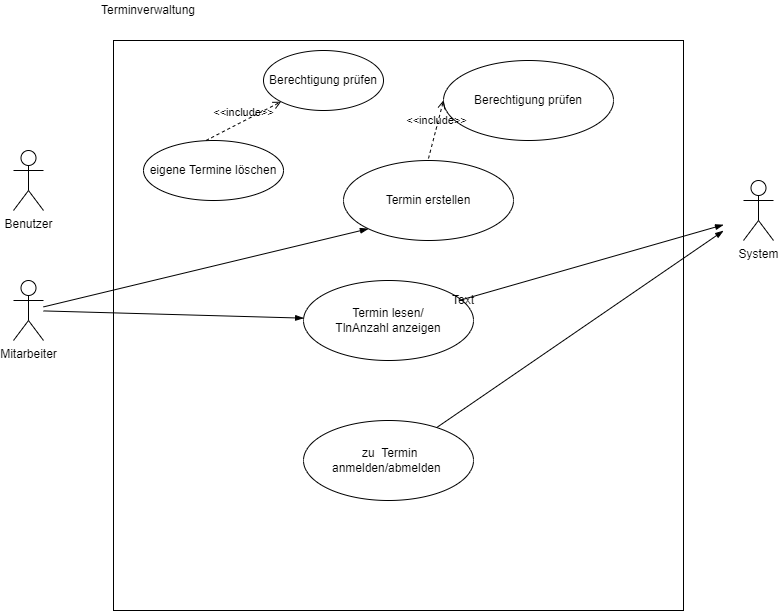 Terminverwaltung
Berechtigung prüfen
Berechtigung prüfen
<<include>>
<<include>>
eigene Termine löschen
Termin erstellen
Benutzer
System
Termin lesen/
TlnAnzahl anzeigen
Text
Mitarbeiter
zu  Termin
anmelden/abmelden